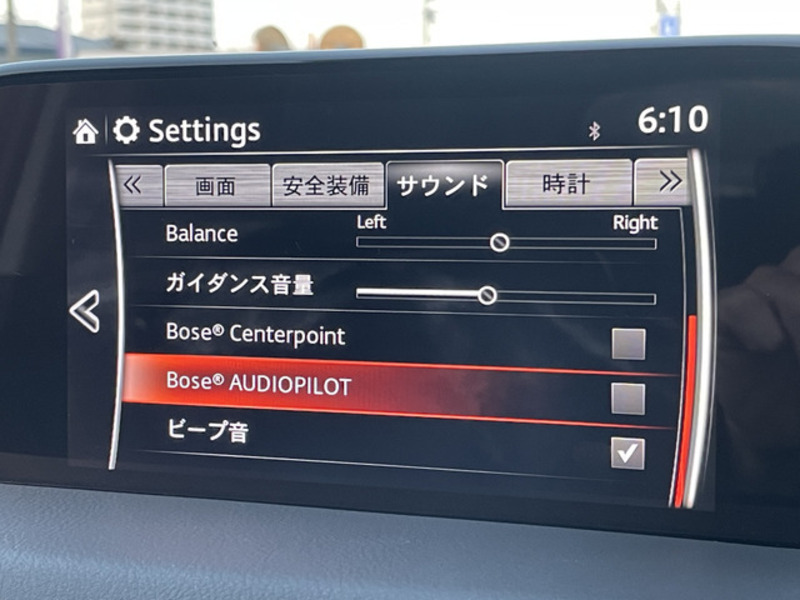 Settings
6:10
画面
安全装備
サウンド
時計
Left
Right
Balance
ガイダンス音量
Bose® Centerpoint
Bose® AUDIOPILOT
ビープ音